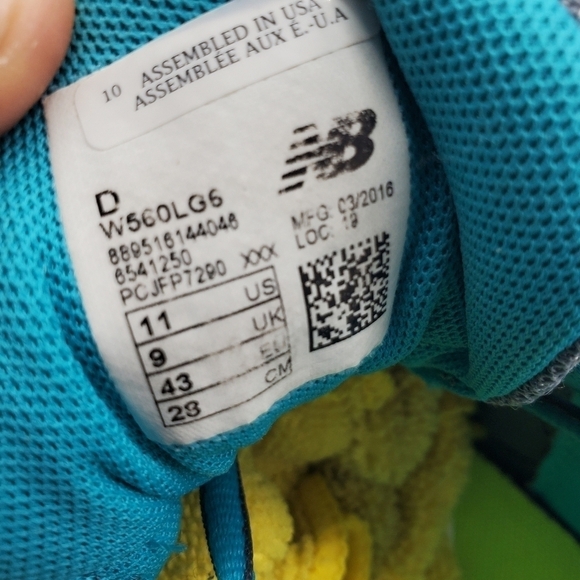 10 ASSEMBLED IN USA
ASSEMBLÉE AUX E.-U.A
NB
D
W560LG6
889516144046
6541250
PCJFP7290 XXX
MFG: 03/2016
LOC: 19
11 US
9 UK
43 EU
28 CM